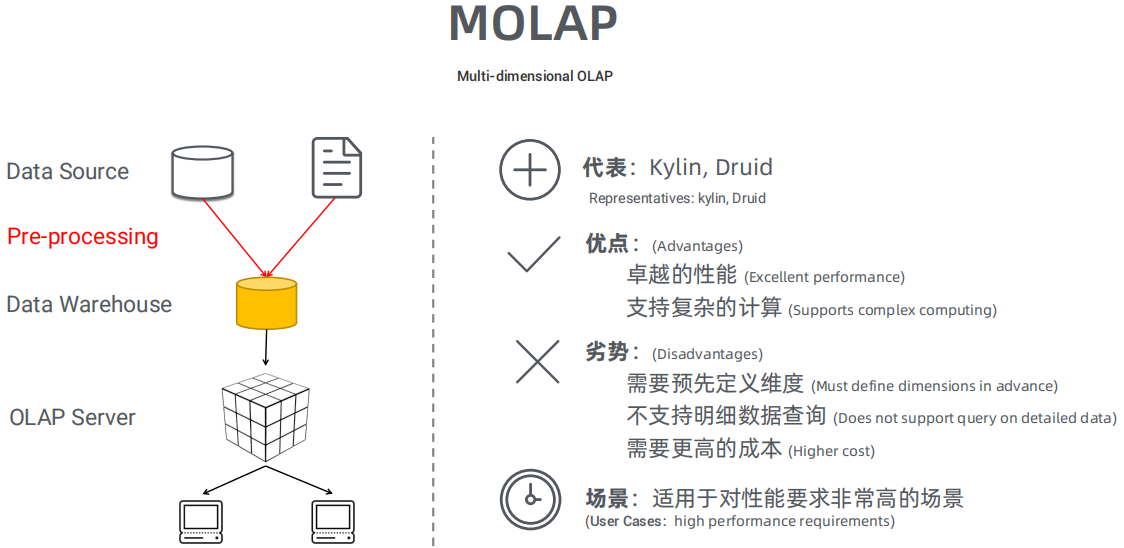 MOLAP
Multi-dimensional OLAP
Data Source
Pre-processing
Data Warehouse
OLAP Server
代表：Kylin, Druid
Representatives: kylin, Druid
优点：(Advantages)
卓越的性能 (Excellent performance)
支持复杂的计算 (Supports complex computing)
劣势：(Disadvantages)
需要预先定义维度 (Must define dimensions in advance)
不支持明细数据查询 (Does not support query on detailed data)
需要更高的成本 (Higher cost)
场景：适用于对性能要求非常高的场景
(User Cases: high performance requirements)